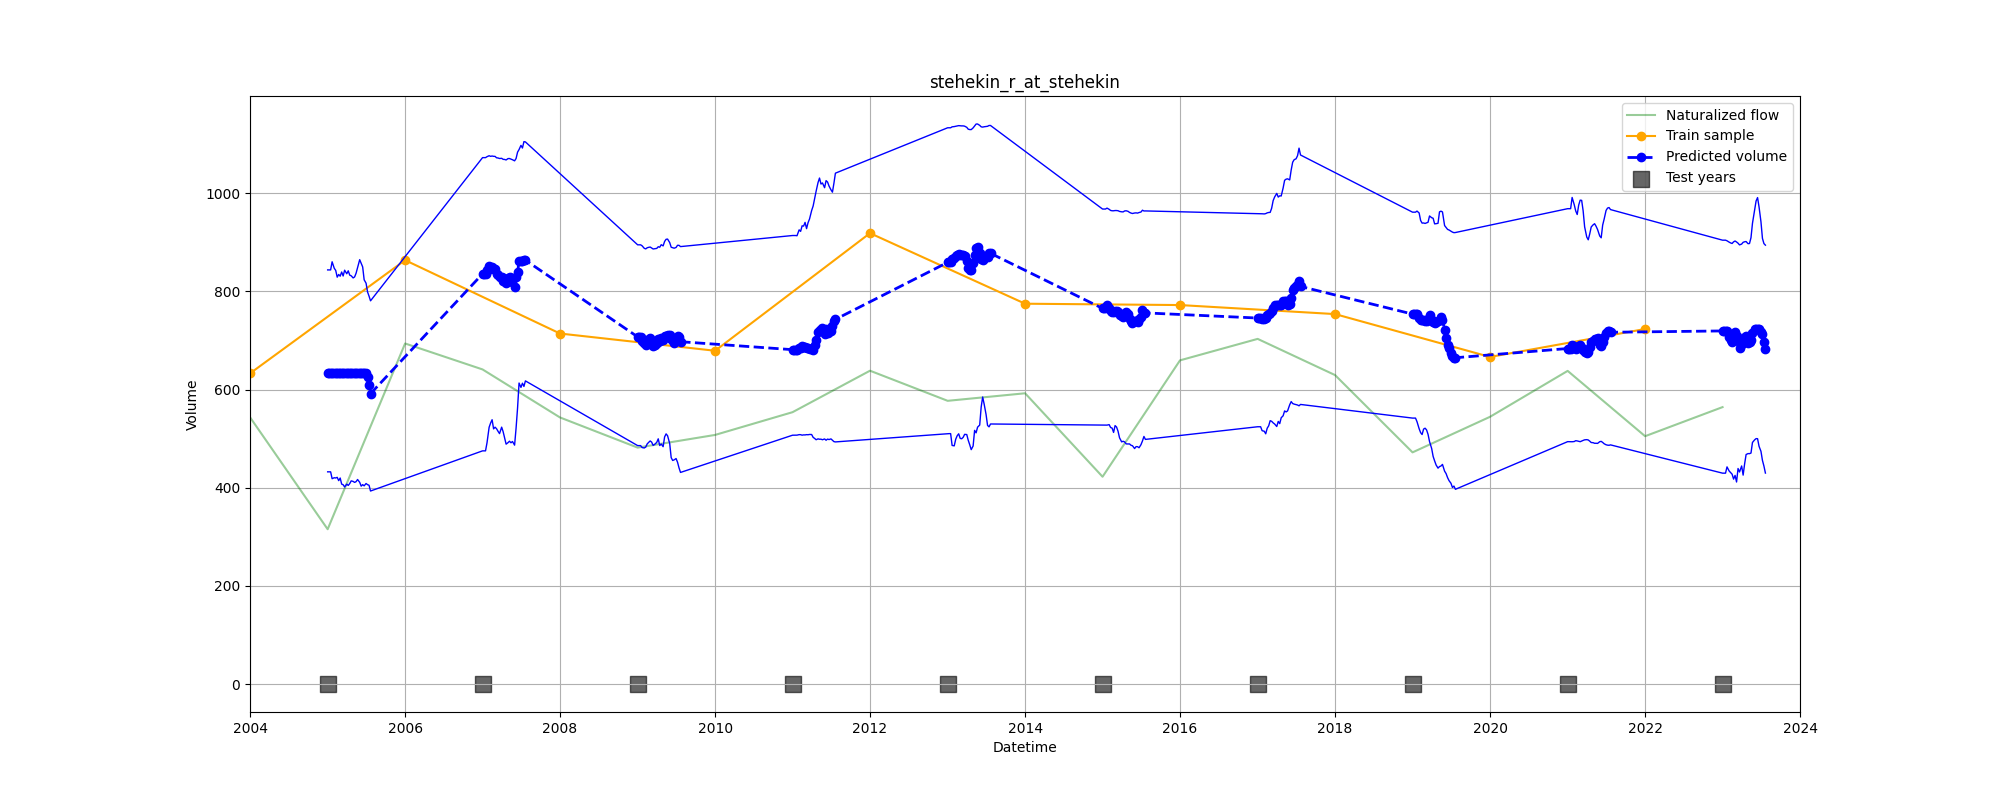 stehekin_r_at_stehekin
Naturalized flow
Train sample
Predicted volume
Test years
1000
800
600
400
200
0
Volume
2004 2006 2008 2010 2012 2014 2016 2018 2020 2022 2024
Datetime